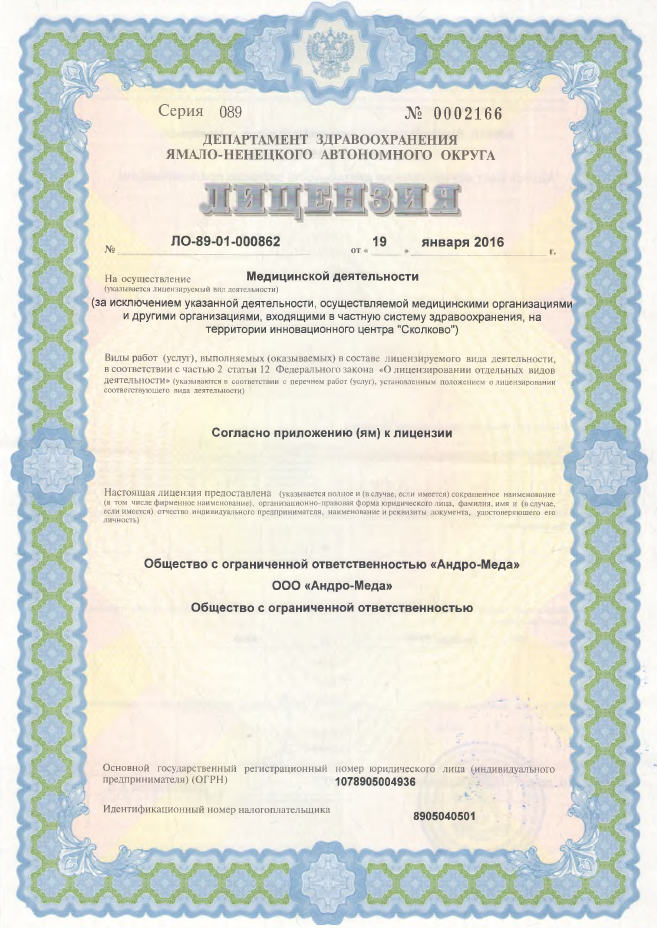 Серия 089 № 0002166
ДЕПАРТАМЕНТ ЗДРАВООХРАНЕНИЯ
ЯМАЛО-НЕНЕЦКОГО АВТОНОМНОГО ОКРУГА
ЛИЦЕНЗИЯ
№ ЛО-89-01-000862 от « 19 » января 2016 г.
На осуществление Медицинской деятельности
(указывается лицензируемый вид деятельности)
(за исключением указанной деятельности, осуществляемой медицинскими организациями
и другими организациями, входящими в частную систему здравоохранения, на
территории инновационного центра "Сколково")
Виды работ (услуг), выполняемых (оказываемых) в составе лицензируемого вида деятельности,
в соответствии с частью 2 статьи 12 Федерального закона «О лицензировании отдельных видов
деятельности» (указываются в соответствии с перечнем работ (услуг), установленным положением о лицензировании
соответствующего вида деятельности)
Согласно приложению (ям) к лицензии
Настоящая лицензия предоставлена (указывается полное и (в случае, если имеется) сокращенное наименование
(в том числе фирменное наименование), организационно-правовая форма юридического лица, фамилия, имя и (в случае,
если имеется) отчество индивидуального предпринимателя, наименование и реквизиты документа, удостоверяющего его
личность)
Общество с ограниченной ответственностью «Андро-Меда»
ООО «Андро-Меда»
Общество с ограниченной ответственностью
Основной государственный регистрационный номер юридического лица (индивидуального
предпринимателя) (ОГРН) 1078905004936
Идентификационный номер налогоплательщика 8905040501